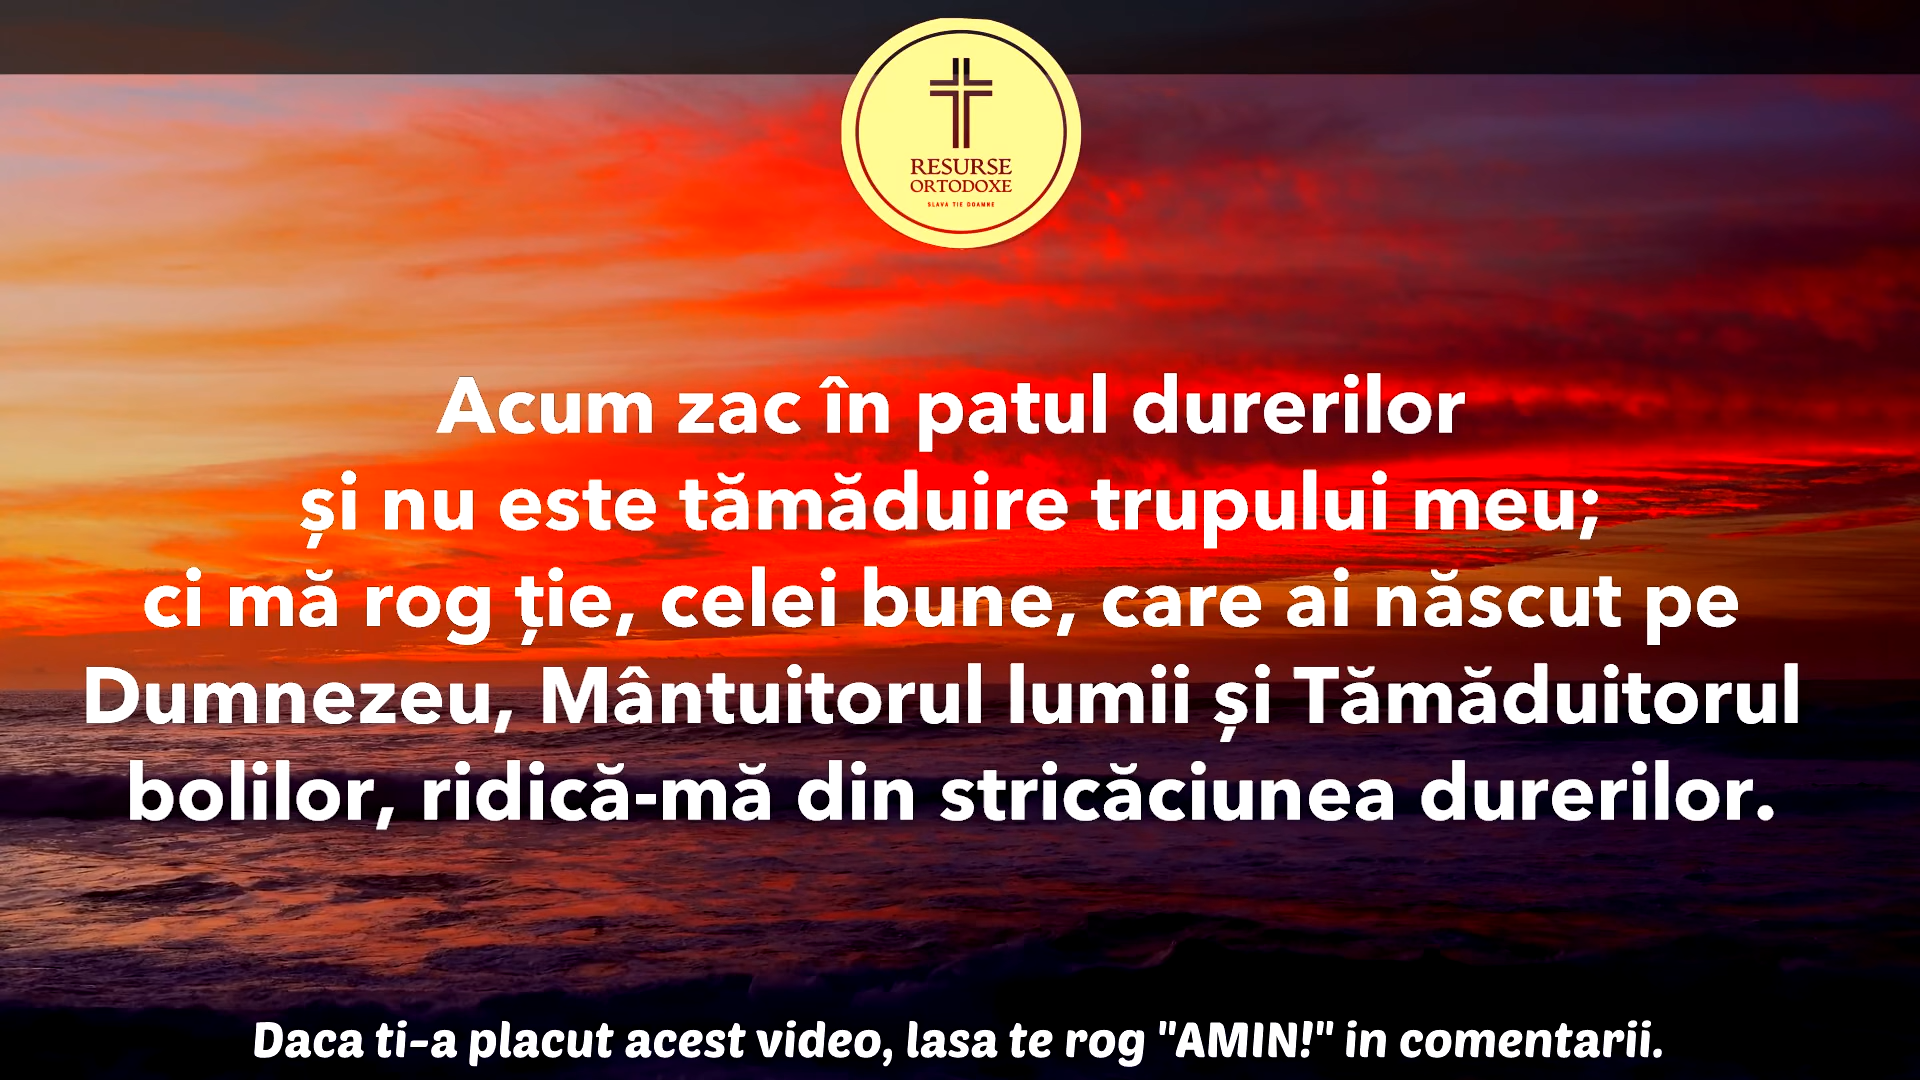 RESURSE
ORTODOXE
SLAVA TIE DOAMNE
Acum zac în patul durerilor
și nu este tămăduire trupului meu;
ci mă rog ție, celei bune, care ai născut pe
Dumnezeu, Mântuitorul lumii și Tămăduitorul
bolilor, ridică-mă din stricăciunea durerilor.
Daca ti-a placut acest video, lasa te rog "AMIN!" in comentarii.